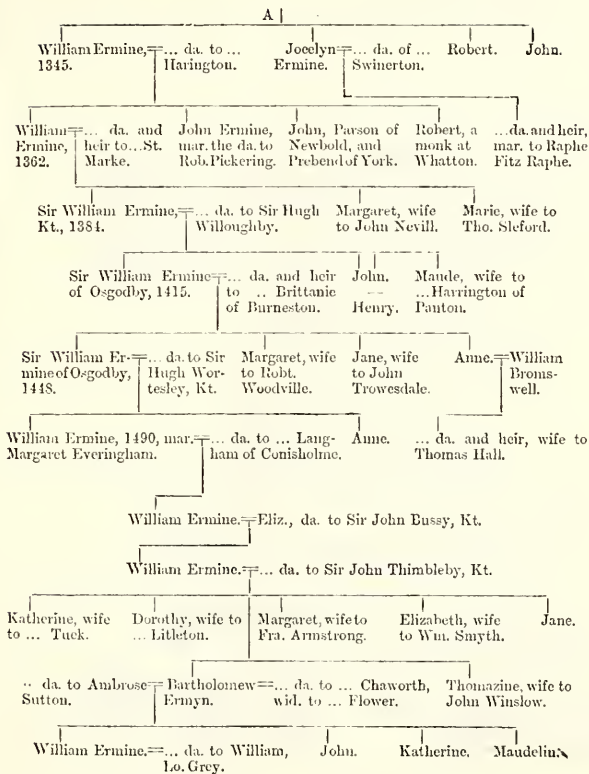 A
William Ermine, ... da. to ... Jocelyn ... da. of ... Robert. John.
1345. Harington. Ermine. Swinerton.
William ... da. and John Ermine, John, Parson of Robert, a ...da. and heir,
Ermine, heir to...St. mar. the da. to Newbold, and monk at mar. to Raphe
1362. Marke. Rob. Pickering. Prebend of York. Whatton. Fitz Raphe.
Sir William Ermine, ... da. to Sir Hugh Margaret, wife Marie, wife to
Kt., 1384. Willoughby. to John Nevill. Tho. Sleford.
Sir William Ermine ... da. and heir John. Maude, wife to
of Osgodby, 1415. to .. Brittanic — ...Harrington of
of Burneston. Henry. Panton.
Sir William Er- ... da. to Sir Margaret, wife Jane, wife Anne. William
mine of Osgodby, Hugh Wor- to Robt. to John Broms-
1448. tesley, Kt. Woodville. Trowesdale. well.
William Ermine, 1490, mar. ... da. to ... Lang- Anne. ... da. and heir, wife to
Margaret Everingham. ham of Conisholme. Thomas Hall.
William Ermine. Eliz., da. to Sir John Bussy, Kt.
William Ermine. ... da. to Sir John Thimbleby, Kt.
Katherine, wife Dorothy, wife to Margaret, wife to Elizabeth, wife Jane.
to ... Tuck. ... Litleton. Fra. Armstrong. to Wm. Smyth.
.. da. to Ambrose Bartholomew ... da. to ... Chaworth, Thomazine, wife to
Sutton. Ermyn. wid. to ... Flower. John Winslow.
William Ermine. ... da. to William, John. Katherine. Maudelin.
Lo. Grey.